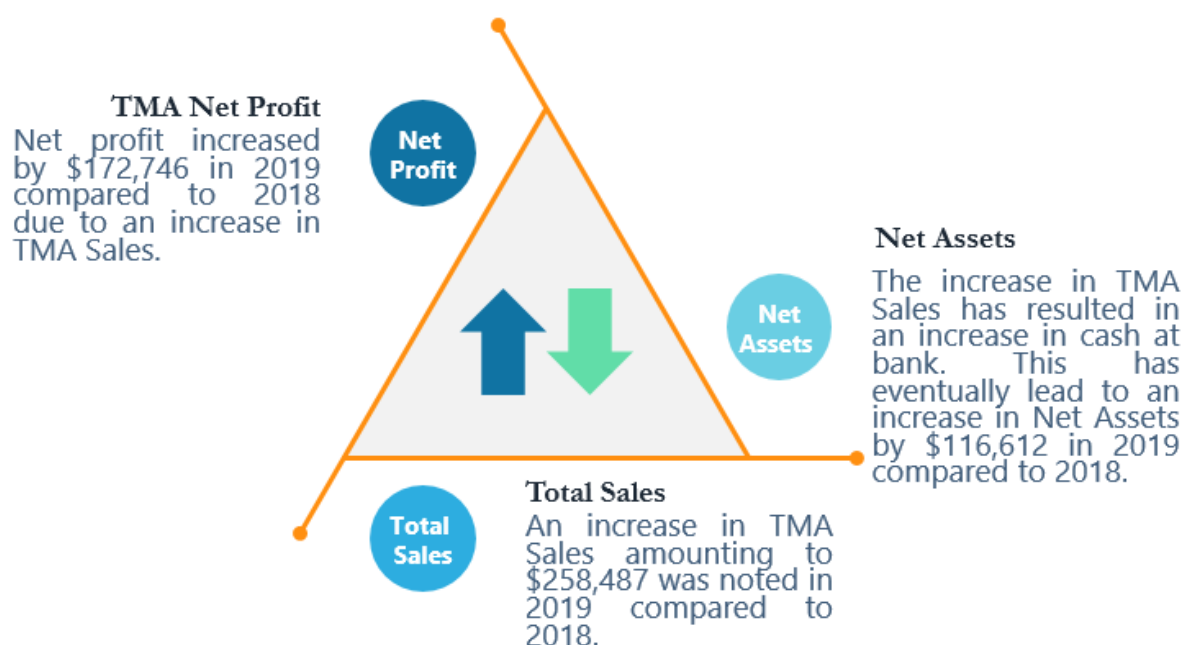 TMA Net Profit
Net profit increased
by $172,746 in 2019
compared to 2018
due to an increase in
TMA Sales.
Net
Profit
Net Assets
The increase in TMA
Sales has resulted in
an increase in cash at
bank. This has
eventually lead to an
increase in Net Assets
by $116,612 in 2019
compared to 2018.
Net
Assets
Total
Sales
Total Sales
An increase in TMA
Sales amounting to
$258,487 was noted in
2019 compared to
2018.